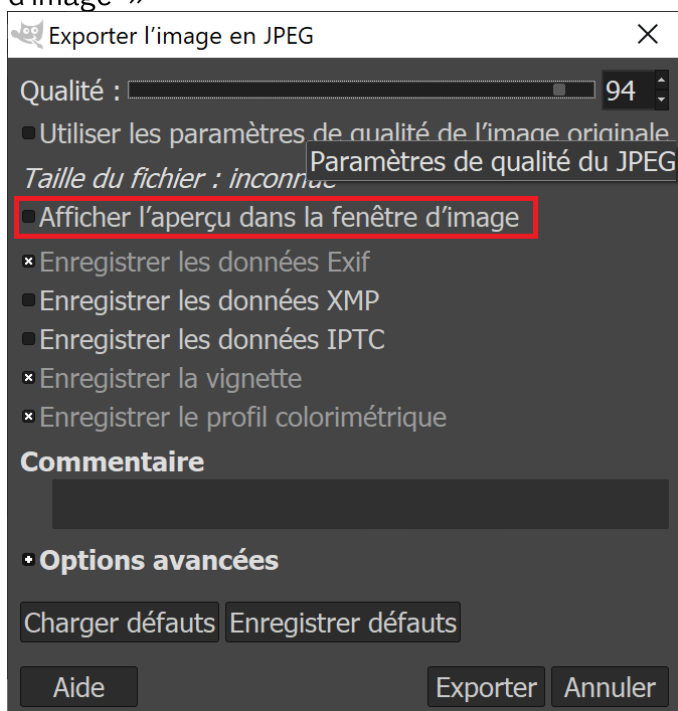 d'image »
Exporter l'image en JPEG
Qualité : 94
Utiliser les paramètres de qualité de l'image originale
Paramètres de qualité du JPEG
Taille du fichier : inconnue
Afficher l'aperçu dans la fenêtre d'image
Enregistrer les données Exif
Enregistrer les données XMP
Enregistrer les données IPTC
Enregistrer la vignette
Enregistrer le profil colorimétrique
Commentaire
Options avancées
Charger défauts Enregistrer défauts
Aide Exporter Annuler